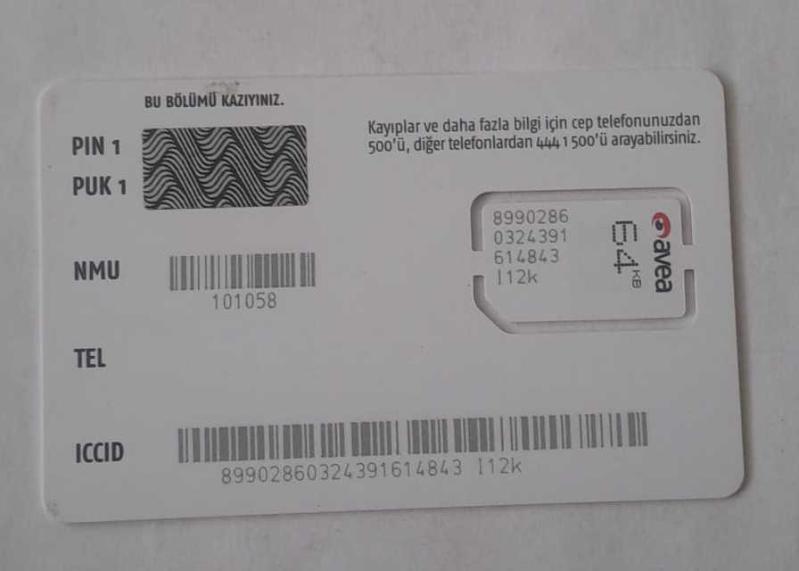 BU BÖLÜMÜ KAZIYINIZ.
PIN 1
PUK 1
Kayıplar ve daha fazla bilgi için cep telefonunuzdan
500'ü, diğer telefonlardan 444 1 500'ü arayabilirsiniz.
8990286
0324391
614843
I12k
64 KB
avea
NMU
101058
TEL
ICCID
89902860324391614843 I12k